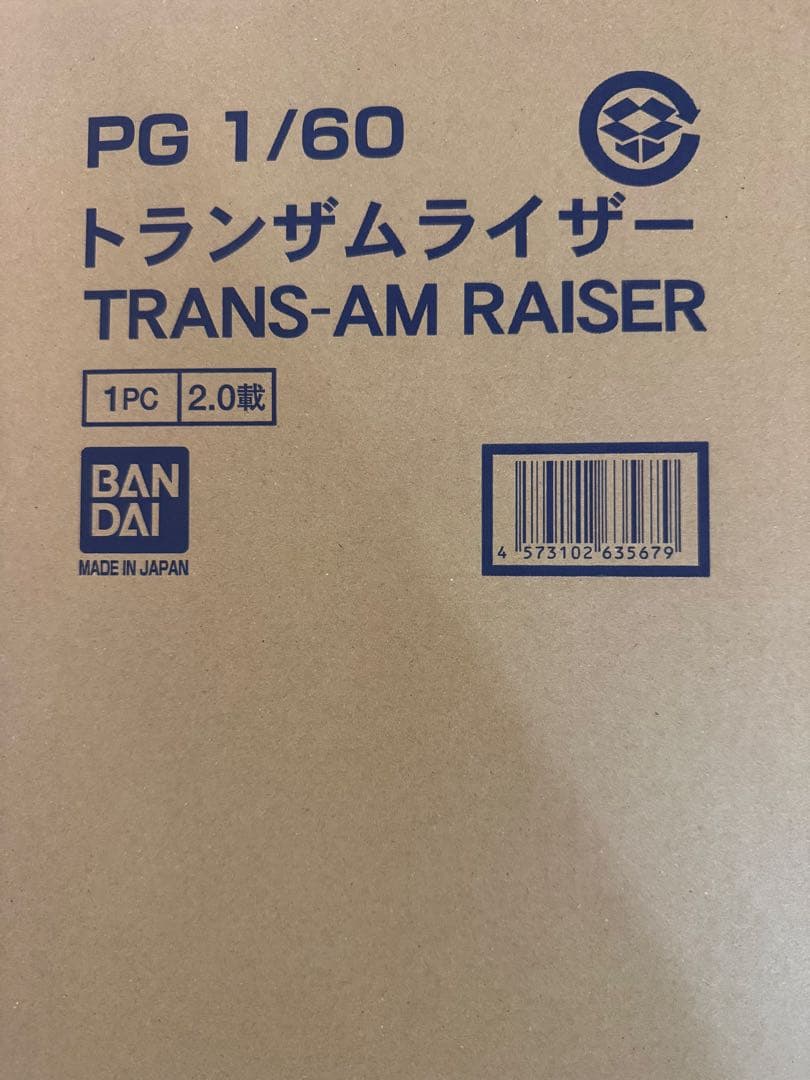 PG 1/60
トランザムライザー
TRANS-AM RAISER
1PC 2.0載
BAN
DAI
MADE IN JAPAN
4 573102 635679